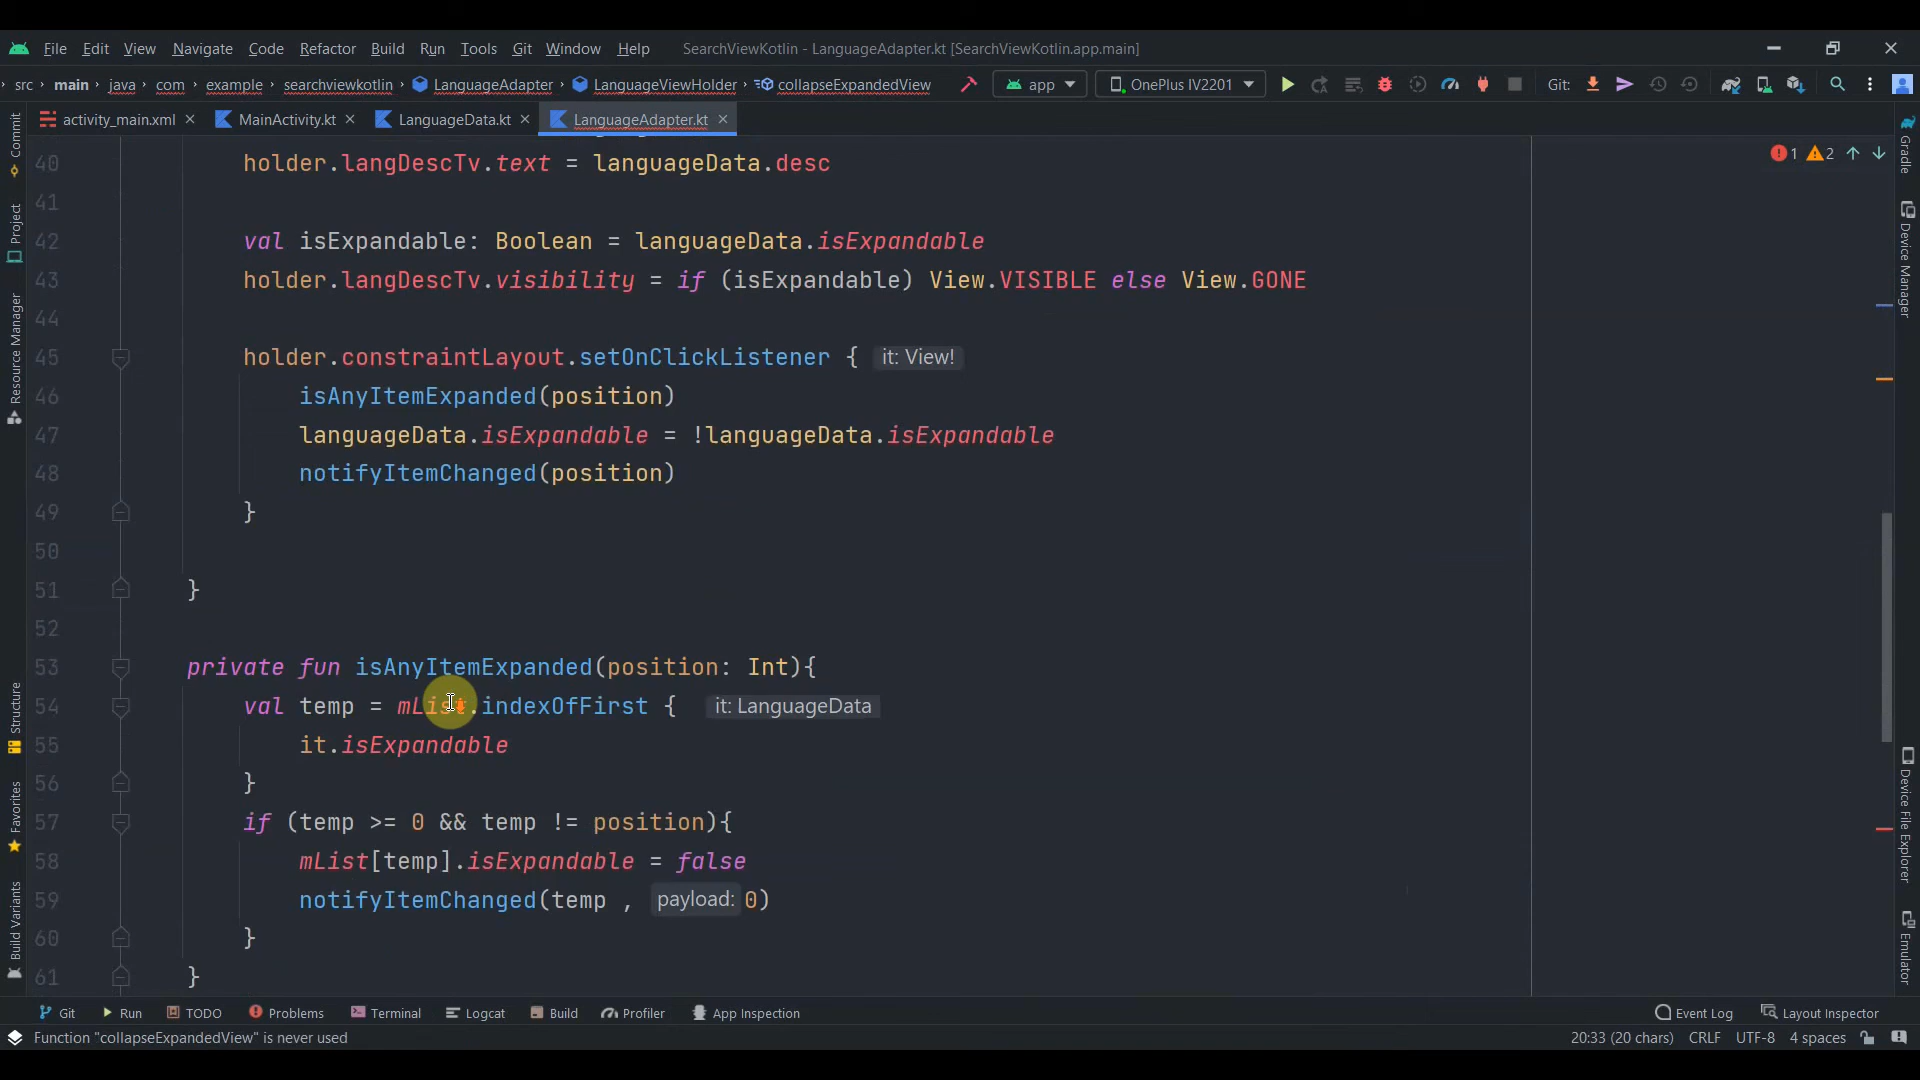 File Edit View Navigate Code Refactor Build Run Tools Git Window Help SearchViewKotlin - LanguageAdapter.kt [SearchViewKotlin.app.main]
src main java com example searchviewkotlin LanguageAdapter LanguageViewHolder collapseExpandedView app OnePlus IV2201 Git:
activity_main.xml MainActivity.kt LanguageData.kt LanguageAdapter.kt
1 2
40 holder.langDescTv.text = languageData.desc
41
42 val isExpandable: Boolean = languageData.isExpandable
43 holder.langDescTv.visibility = if (isExpandable) View.VISIBLE else View.GONE
44
45 holder.constraintLayout.setOnClickListener { it: View!
46 isAnyItemExpanded(position)
47 languageData.isExpandable = !languageData.isExpandable
48 notifyItemChanged(position)
49 }
50
51 }
52
53 private fun isAnyItemExpanded(position: Int){
54 val temp = mList.indexOfFirst { it: LanguageData
55 it.isExpandable
56 }
57 if (temp >= 0 && temp != position){
58 mList[temp].isExpandable = false
59 notifyItemChanged(temp , payload: 0)
60 }
61 }
Commit
Project
Resource Manager
Structure
Favorites
Build Variants
Gradle
Device Manager
Device File Explorer
Emulator
Git Run TODO Problems Terminal Logcat Build Profiler App Inspection Event Log Layout Inspector
Function "collapseExpandedView" is never used 20:33 (20 chars) CRLF UTF-8 4 spaces